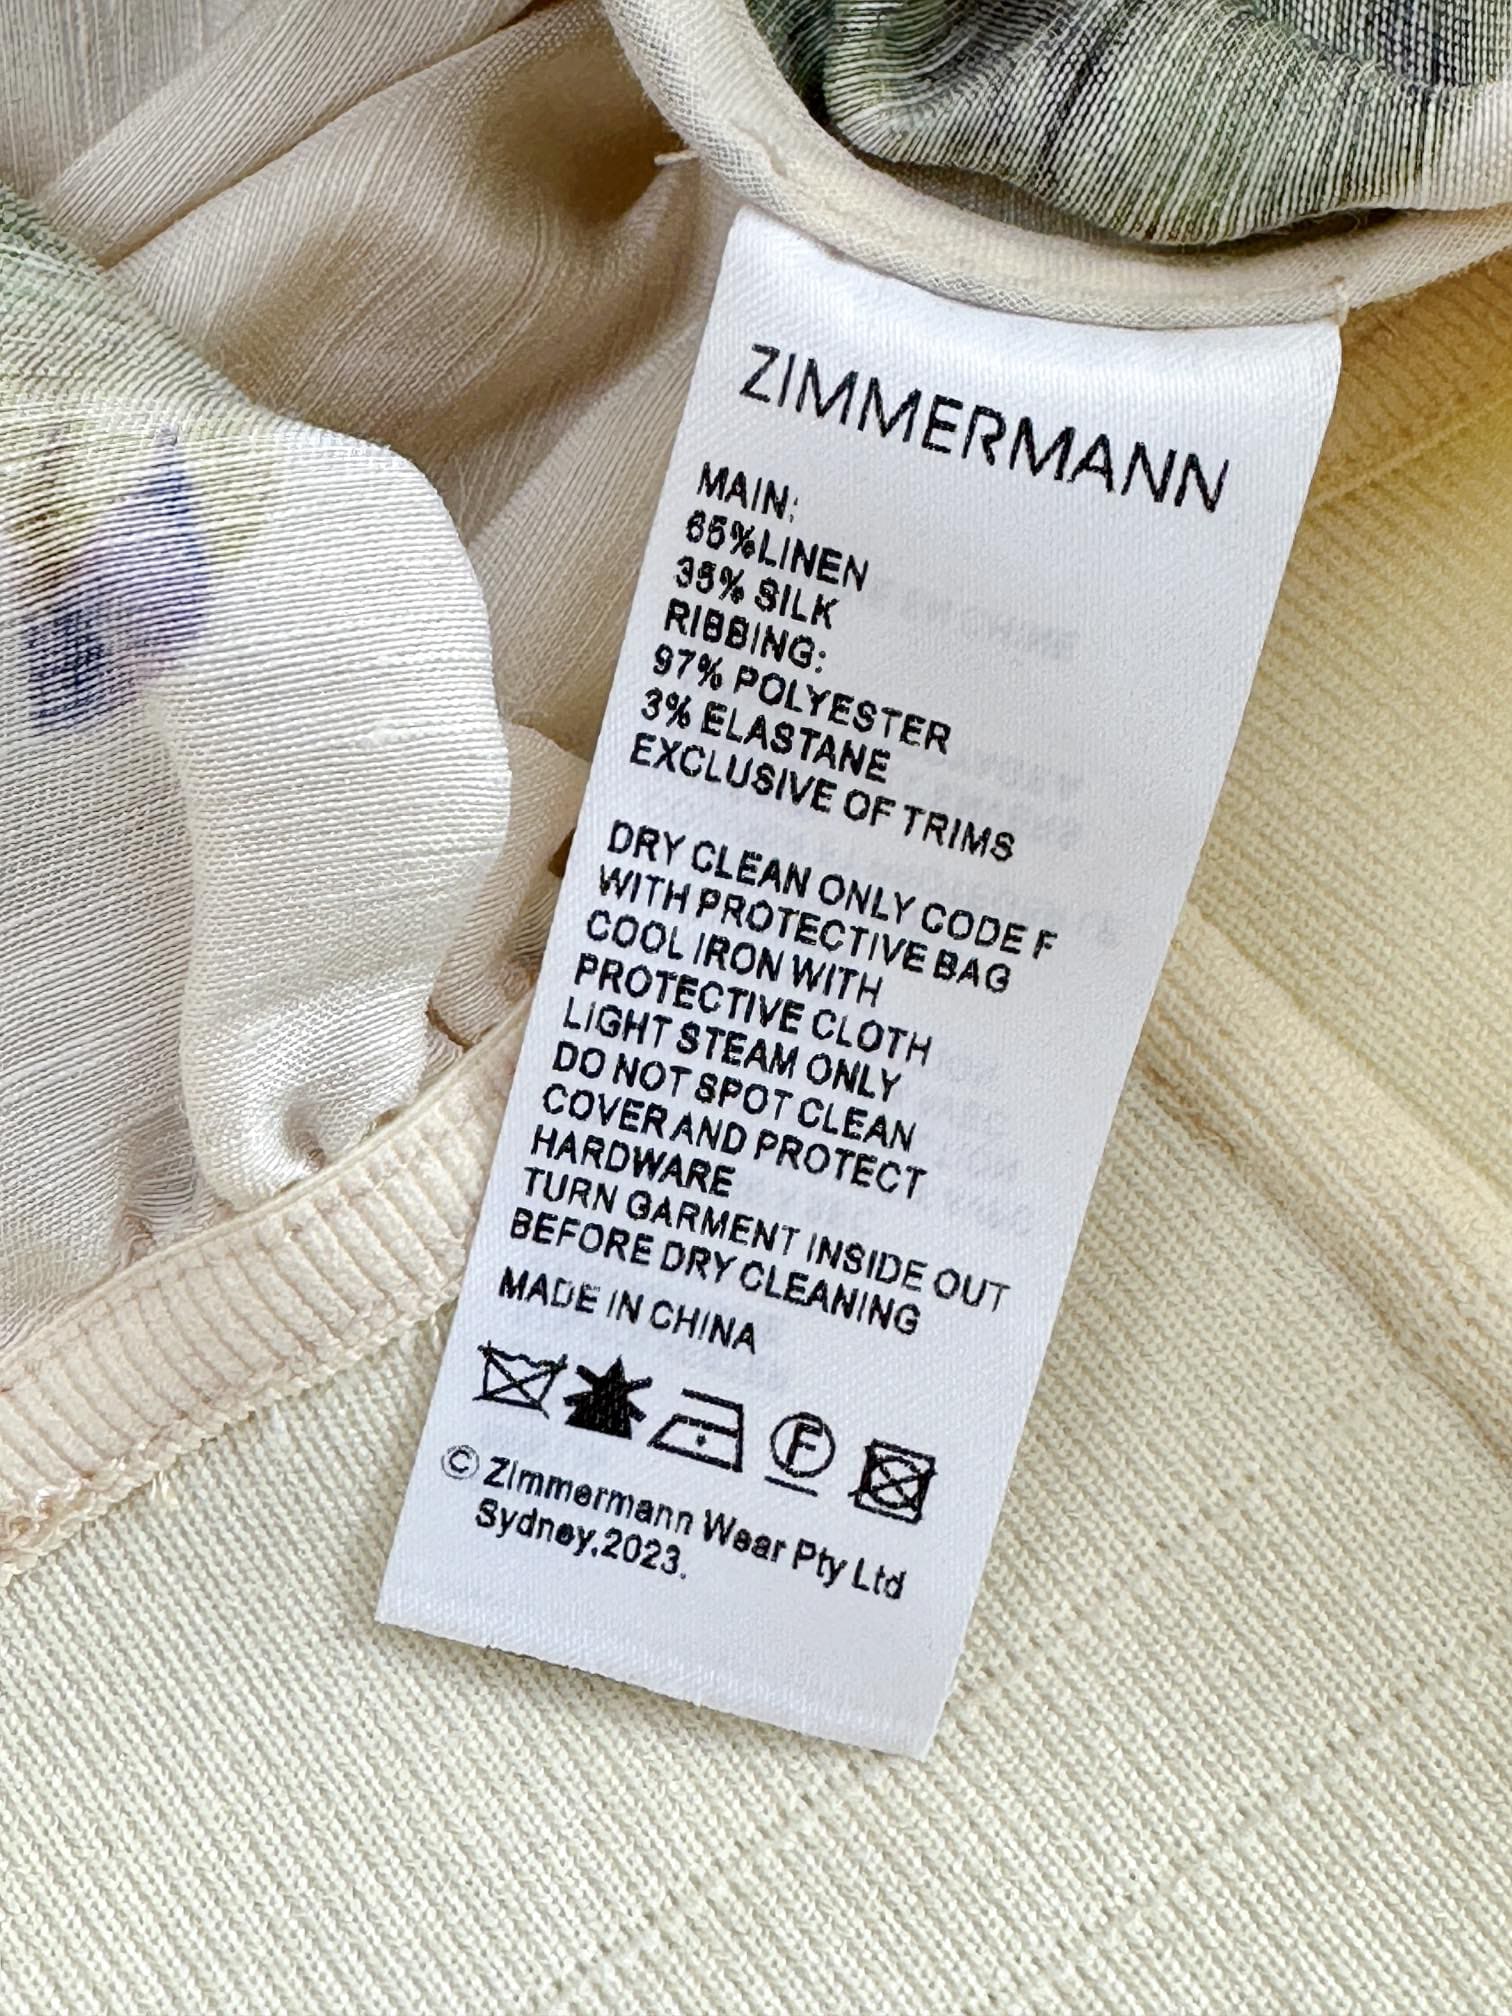 ZIMMERMANN
MAIN:
65%LINEN
35% SILK
RIBBING:
97% POLYESTER
3% ELASTANE
EXCLUSIVE OF TRIMS
DRY CLEAN ONLY CODE F
WITH PROTECTIVE BAG
COOL IRON WITH
PROTECTIVE CLOTH
LIGHT STEAM ONLY
DO NOT SPOT CLEAN
COVER AND PROTECT
HARDWARE
TURN GARMENT INSIDE OUT
BEFORE DRY CLEANING
MADE IN CHINA
F
© Zimmermann Wear Pty Ltd
Sydney,2023.